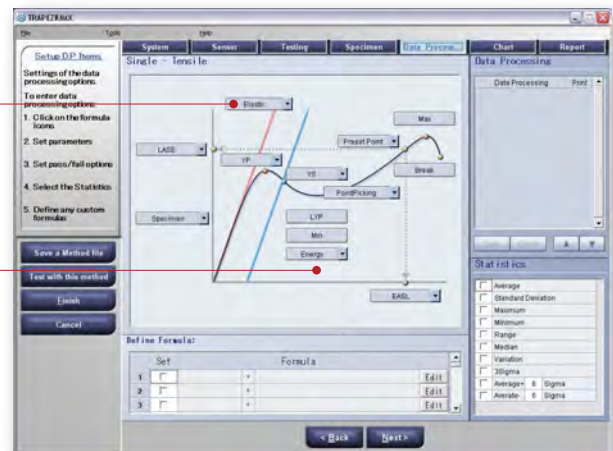 TRAPEZIUMX
File Tools Help
System Sensor Testing Specimen Data Process... Chart Report
Setup D.P. Items
Settings of the data
processing options.
To enter data
processing options:
1. Click on the formula
icons
2. Set parameters
3. Set pass/fail options
4. Select the Statistics
5. Define any custom
formulas
Save a Method file
Test with this method
Finish
Cancel
Single - Tensile
Elastic
Max
LASS
Preset Point
YP
YS
Break
PointPicking
Specimen
LYP
Min
Energy
EASL
Define Formula:
Set Formula
1 Edit
2 Edit
3 Edit
< Back Next>
Data Processing
Data Processing Print
Statistics
Average
Standard Deviation
Maximum
Minimum
Range
Median
Variation
3Sigma
Average+ 6 Sigma
Average- 6 Sigma